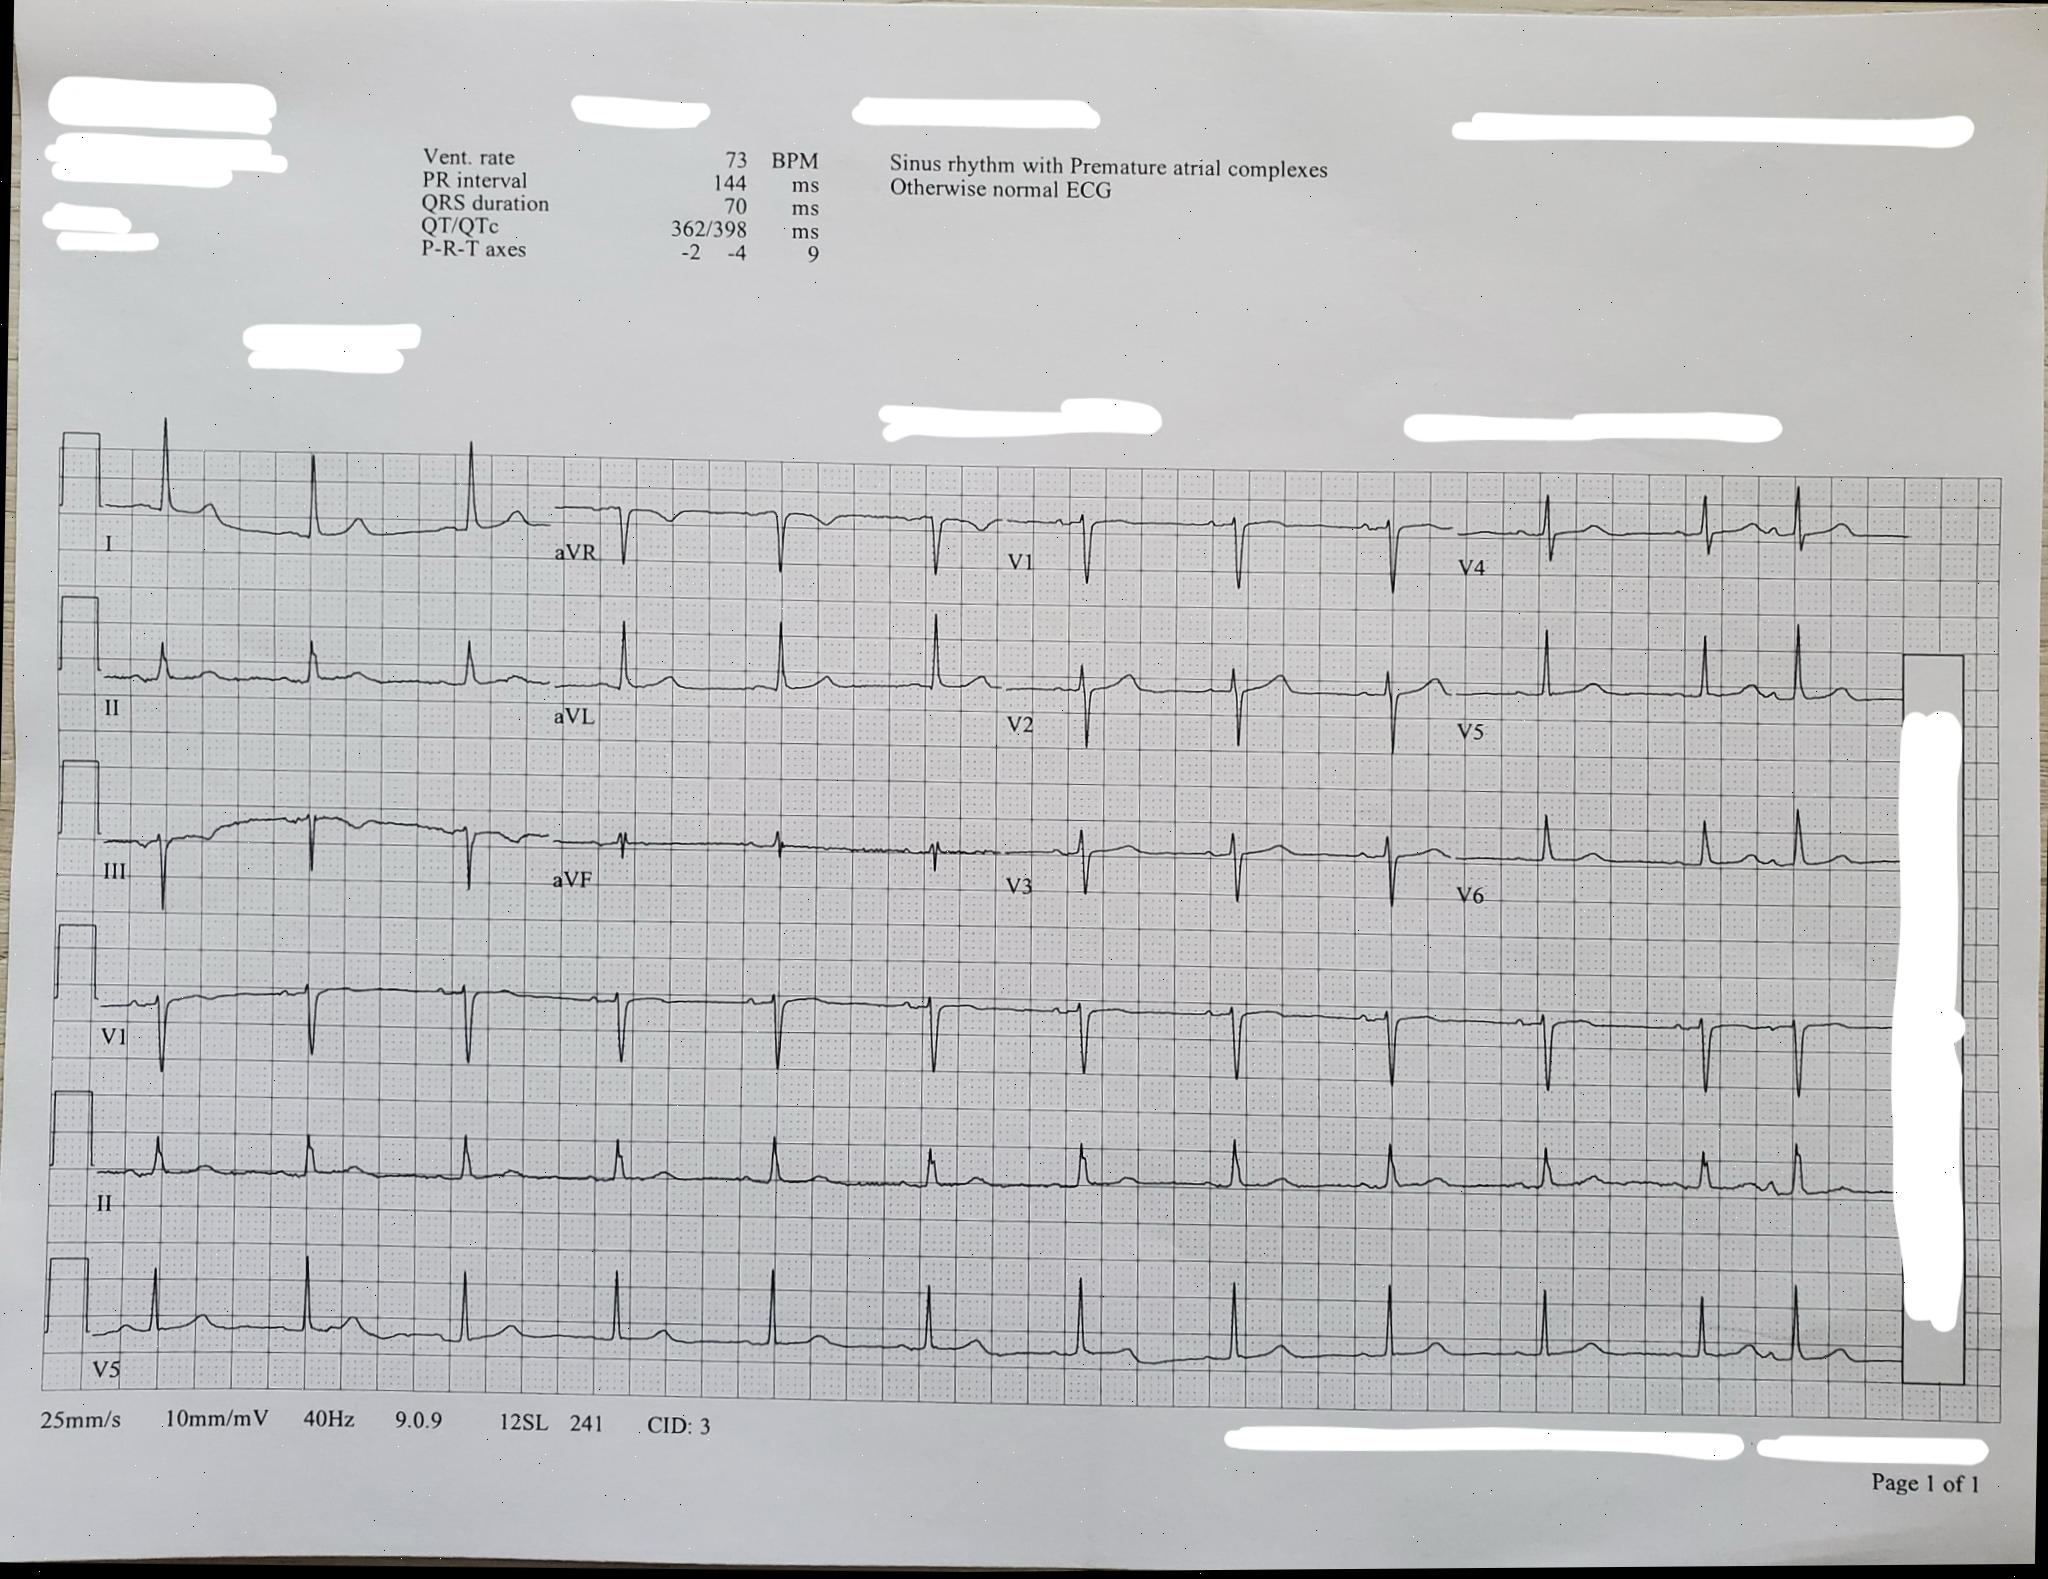 Vent. rate 73 BPM
PR interval 144 ms
QRS duration 70 ms
QT/QTc 362/398 ms
P-R-T axes -2 -4 9
Sinus rhythm with Premature atrial complexes
Otherwise normal ECG
I aVR V1 V4
II aVL V2 V5
III aVF V3 V6
V1
II
V5
25mm/s 10mm/mV 40Hz 9.0.9 12SL 241 CID: 3
Page 1 of 1